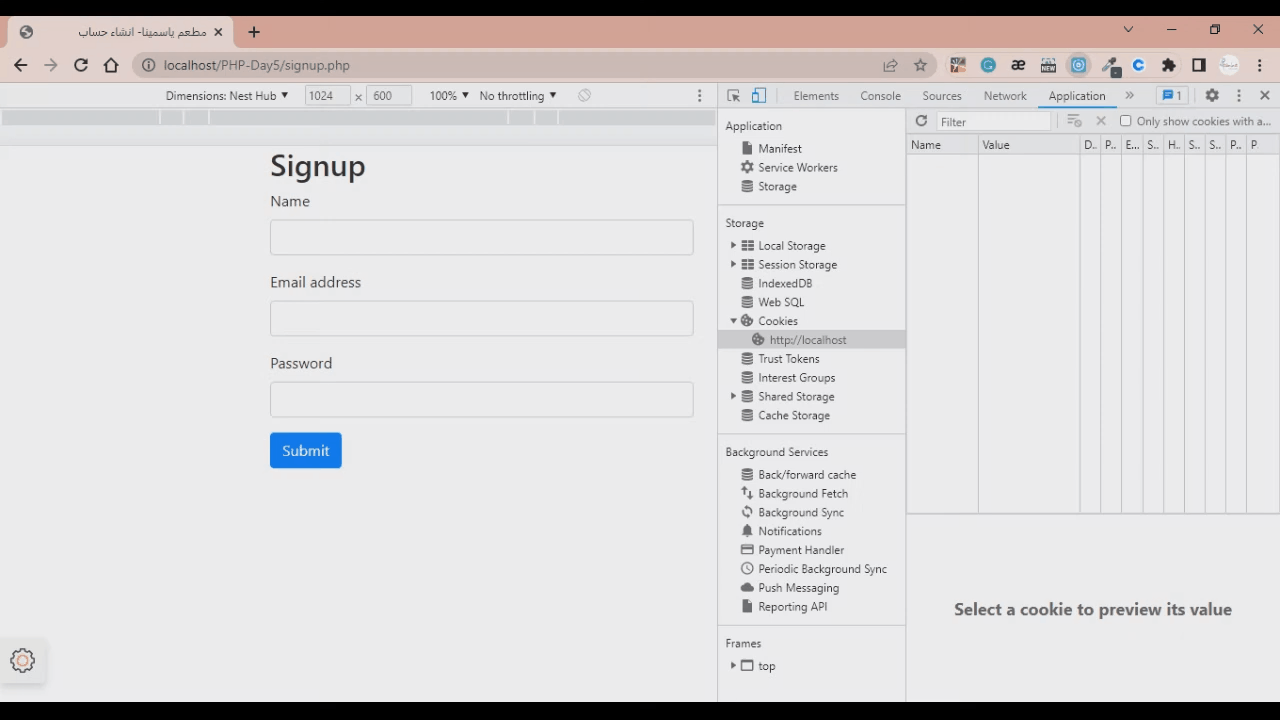 مطعم ياسمينا- انشاء حساب
localhost/PHP-Day5/signup.php
NEW
Dimensions: Nest Hub 1024 x 600 100% No throttling
Elements Console Sources Network Application 1
Signup
Name
Email address
Password
Submit
Application
Manifest
Service Workers
Storage
Storage
Local Storage
Session Storage
IndexedDB
Web SQL
Cookies
http://localhost
Trust Tokens
Interest Groups
Shared Storage
Cache Storage
Background Services
Back/forward cache
Background Fetch
Background Sync
Notifications
Payment Handler
Periodic Background Sync
Push Messaging
Reporting API
Frames
top
Filter Only show cookies with a...
Name Value D.. P.. E... S.. H.. S.. S.. P.. P
Select a cookie to preview its value